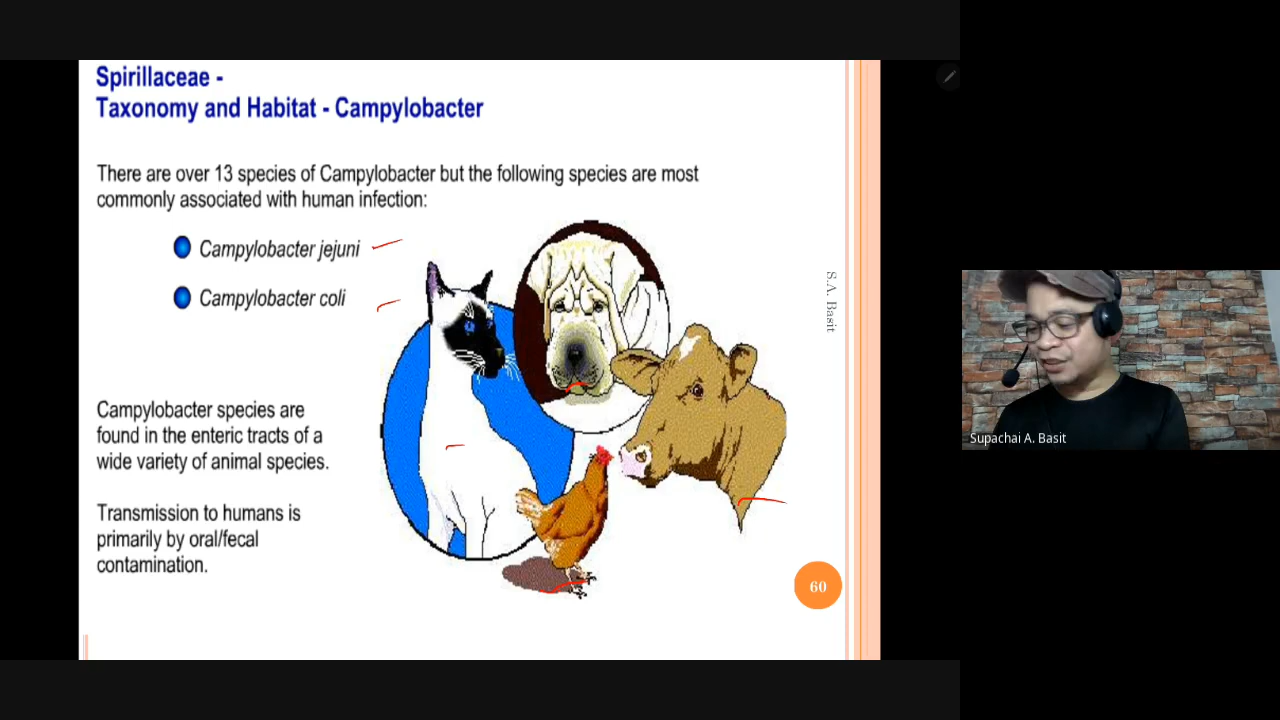 Spirillaceae -
Taxonomy and Habitat - Campylobacter
There are over 13 species of Campylobacter but the following species are most
commonly associated with human infection:
Campylobacter jejuni
Campylobacter coli
Campylobacter species are
found in the enteric tracts of a
wide variety of animal species.
Transmission to humans is
primarily by oral/fecal
contamination.
S.A. Basit
60
Supachai A. Basit